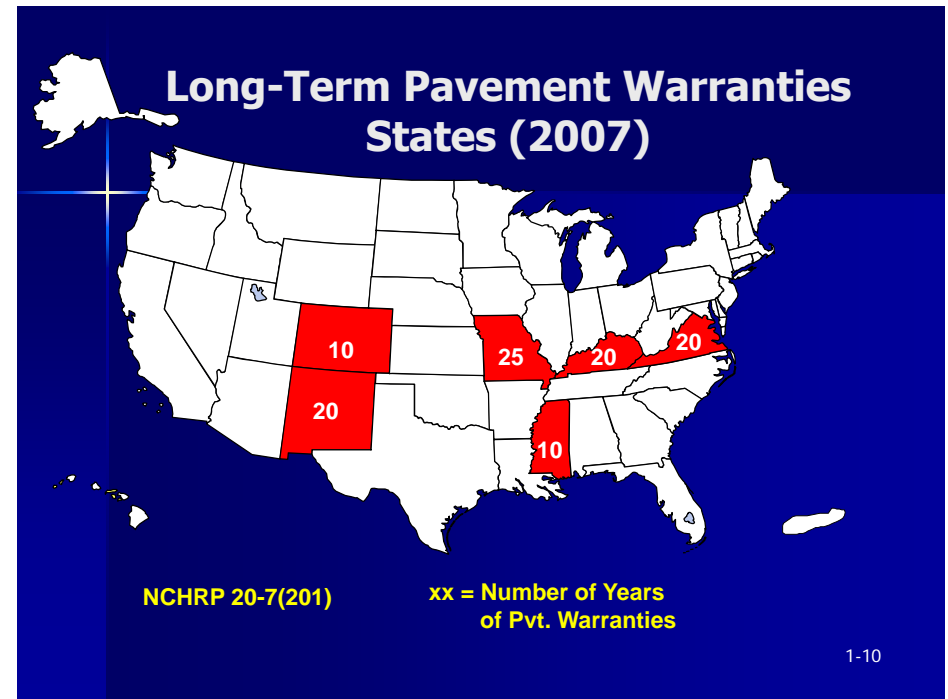 Long-Term Pavement Warranties
States (2007)
10
25
20
20
20
10
NCHRP 20-7(201)
xx = Number of Years
of Pvt. Warranties
1-10